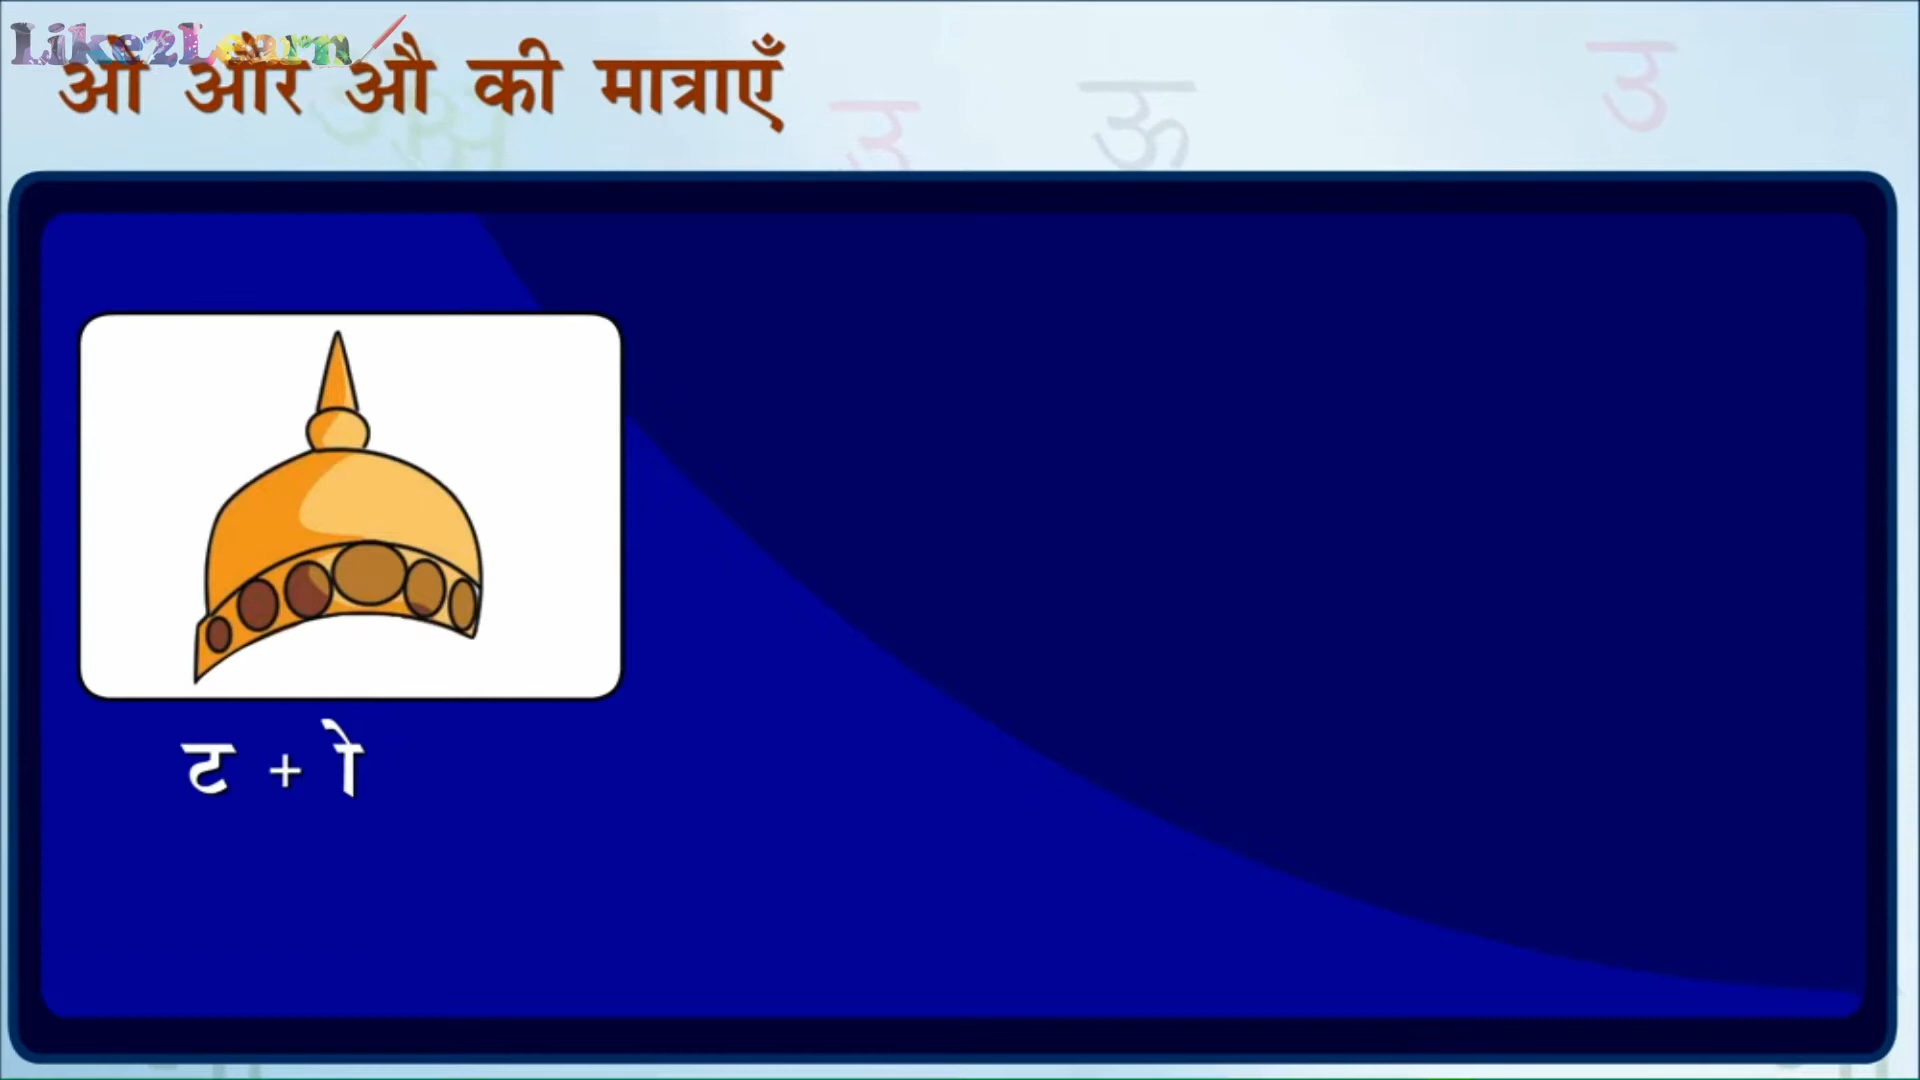 Like2Learn
ओ और औ की मात्राएँ
उ
ऊ
उ
ट + ो